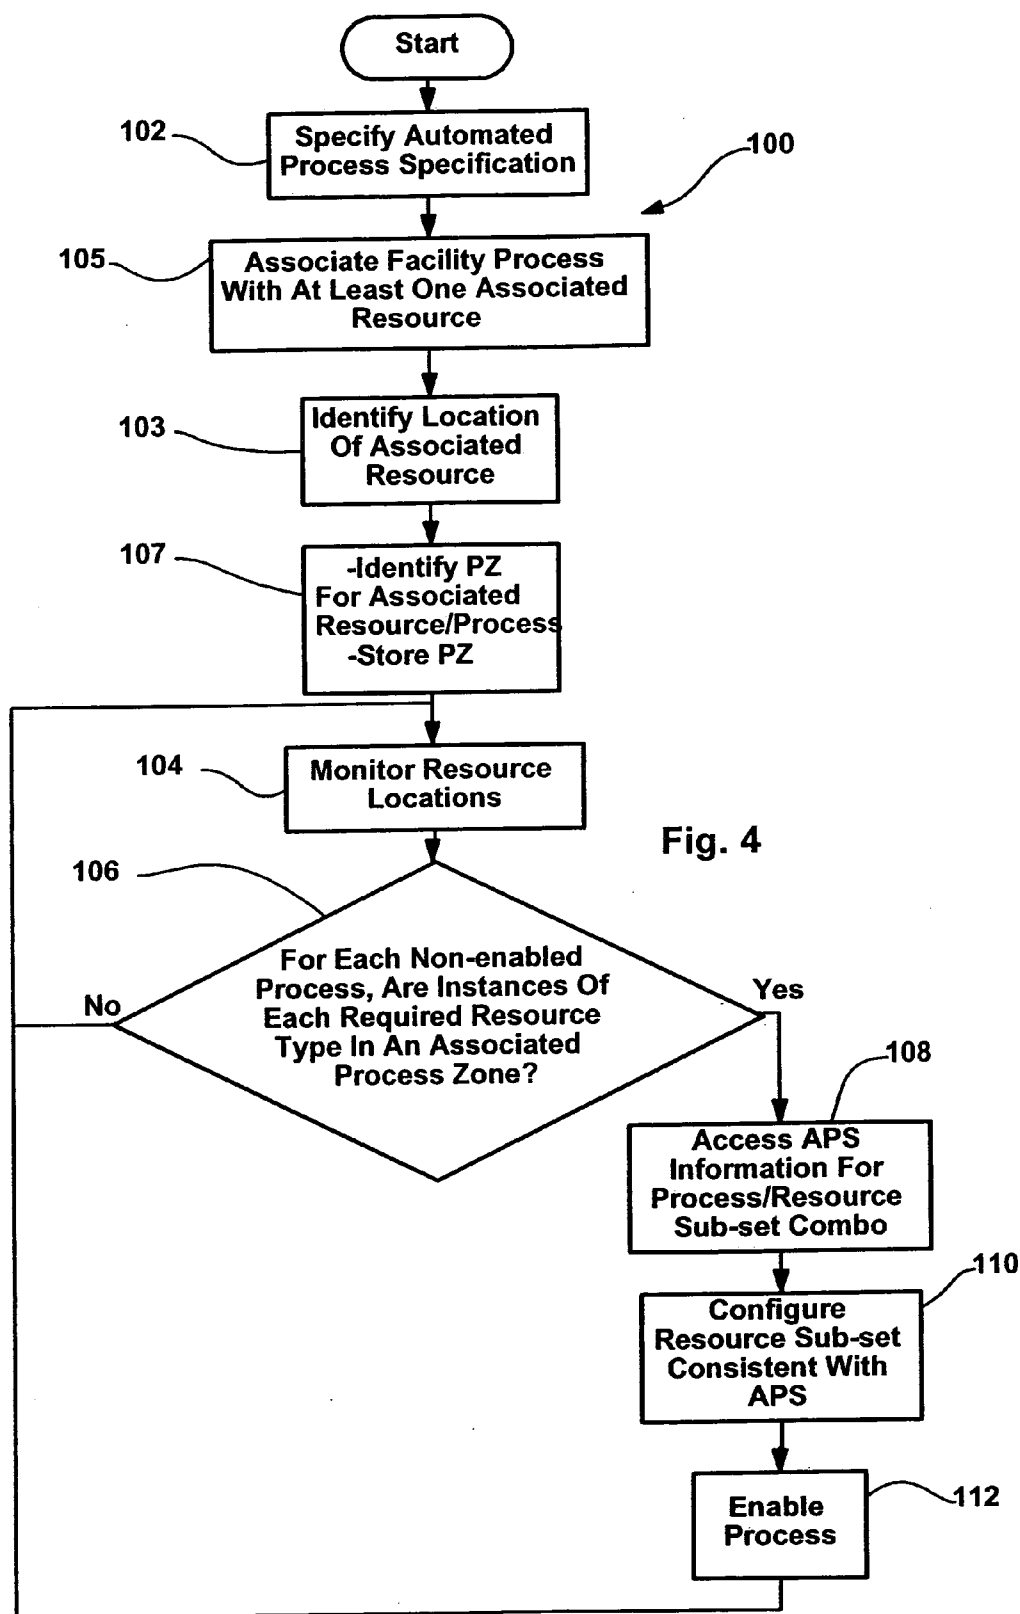 Start
102
Specify Automated
Process Specification
100
105
Associate Facility Process
With At Least One Associated
Resource
103
Identify Location
Of Associated
Resource
107
-Identify PZ
For Associated
Resource/Process
-Store PZ
104
Monitor Resource
Locations
Fig. 4
106
For Each Non-enabled
Process, Are Instances Of
Each Required Resource
Type In An Associated
Process Zone?
No
Yes
108
Access APS
Information For
Process/Resource
Sub-set Combo
110
Configure
Resource Sub-set
Consistent With
APS
112
Enable
Process